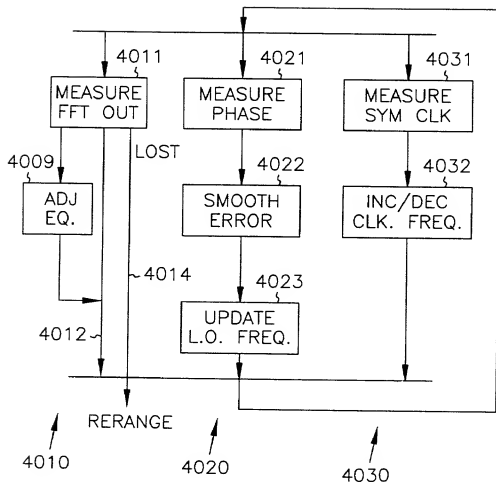 4011
4021
4031
MEASURE
FFT OUT
MEASURE
PHASE
MEASURE
SYM CLK
LOST
4009
4022
4032
ADJ
EQ.
SMOOTH
ERROR
INC/DEC
CLK. FREQ.
4014
4023
4012
UPDATE
L.O. FREQ.
RERANGE
4010
4020
4030